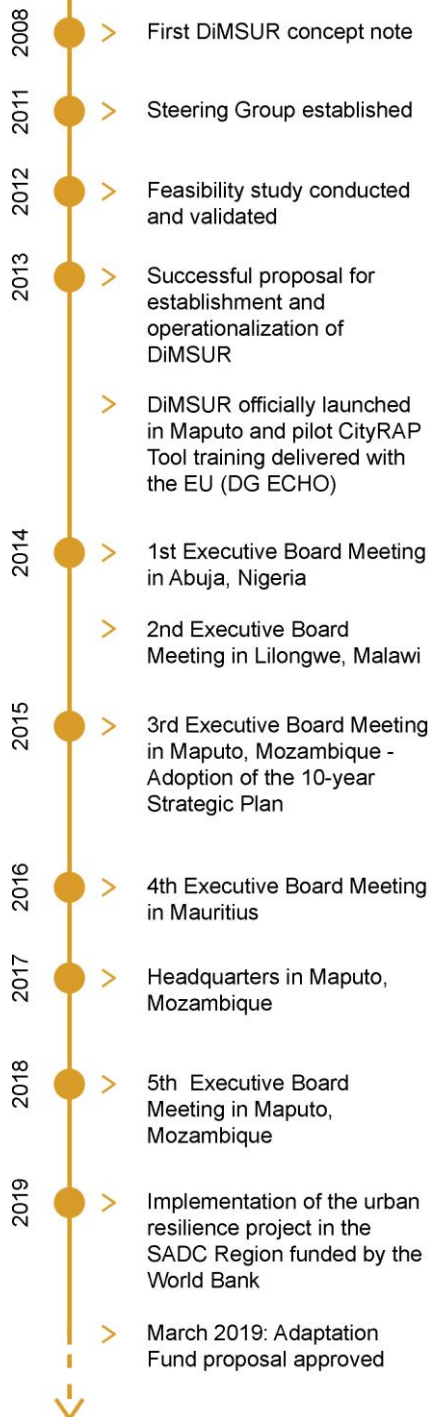 2008
> First DiMSUR concept note
2011
> Steering Group established
2012
> Feasibility study conducted
and validated
2013
> Successful proposal for
establishment and
operationalization of
DiMSUR
> DiMSUR officially launched
in Maputo and pilot CityRAP
Tool training delivered with
the EU (DG ECHO)
2014
> 1st Executive Board Meeting
in Abuja, Nigeria
> 2nd Executive Board
Meeting in Lilongwe, Malawi
2015
> 3rd Executive Board Meeting
in Maputo, Mozambique -
Adoption of the 10-year
Strategic Plan
2016
> 4th Executive Board Meeting
in Mauritius
2017
> Headquarters in Maputo,
Mozambique
2018
> 5th Executive Board
Meeting in Maputo,
Mozambique
2019
> Implementation of the urban
resilience project in the
SADC Region funded by the
World Bank
> March 2019: Adaptation
Fund proposal approved